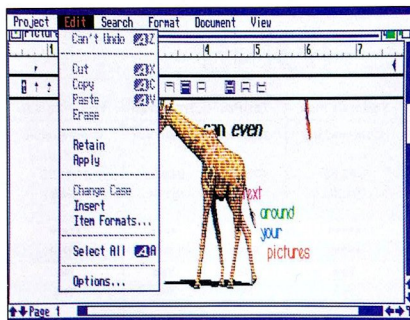 Project Edit Search Format Document View
Picture
4 5 6 7
Can't Undo Z
Cut X
Copy C
Paste V
Erase
Retain
Apply
Change Case
Insert
Item Formats...
Select All A
Options...
can even
text
around
your
pictures
Page 1